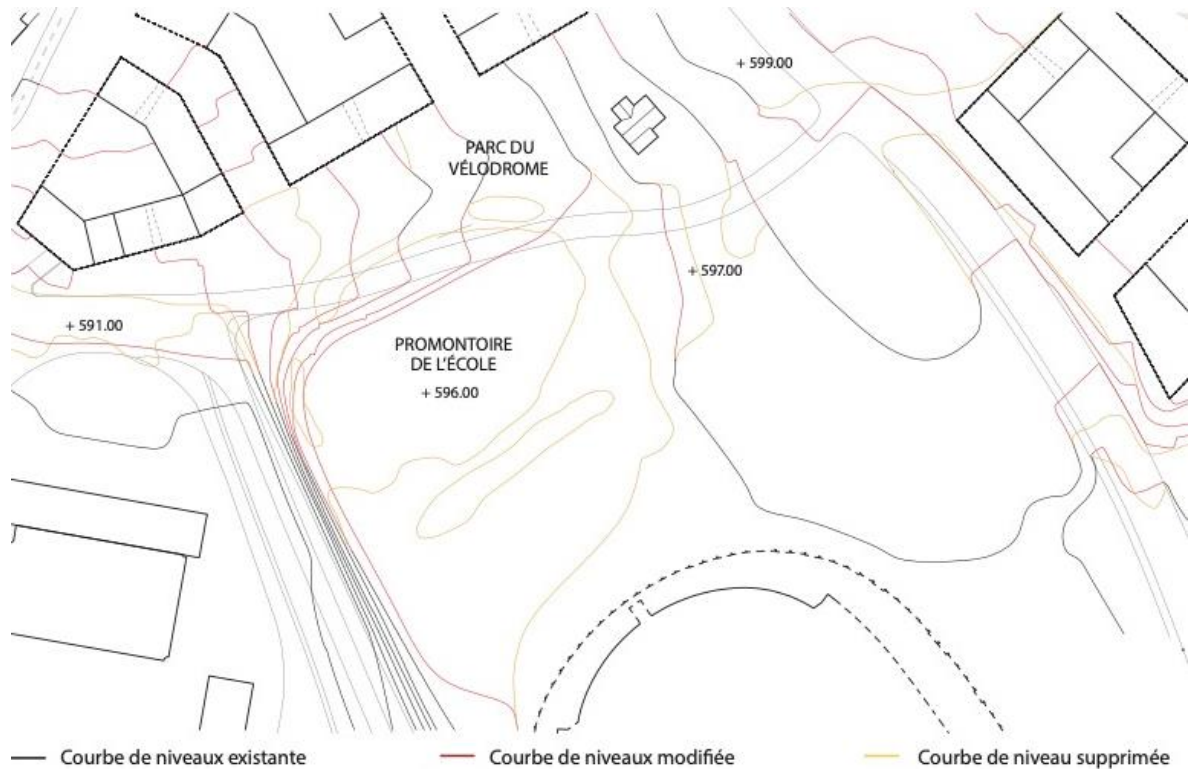 + 599.00
PARC DU
VÉLODROME
+ 597.00
+ 591.00
PROMONTOIRE
DE L'ÉCOLE
+ 596.00
Courbe de niveaux existante
Courbe de niveaux modifiée
Courbe de niveau supprimée